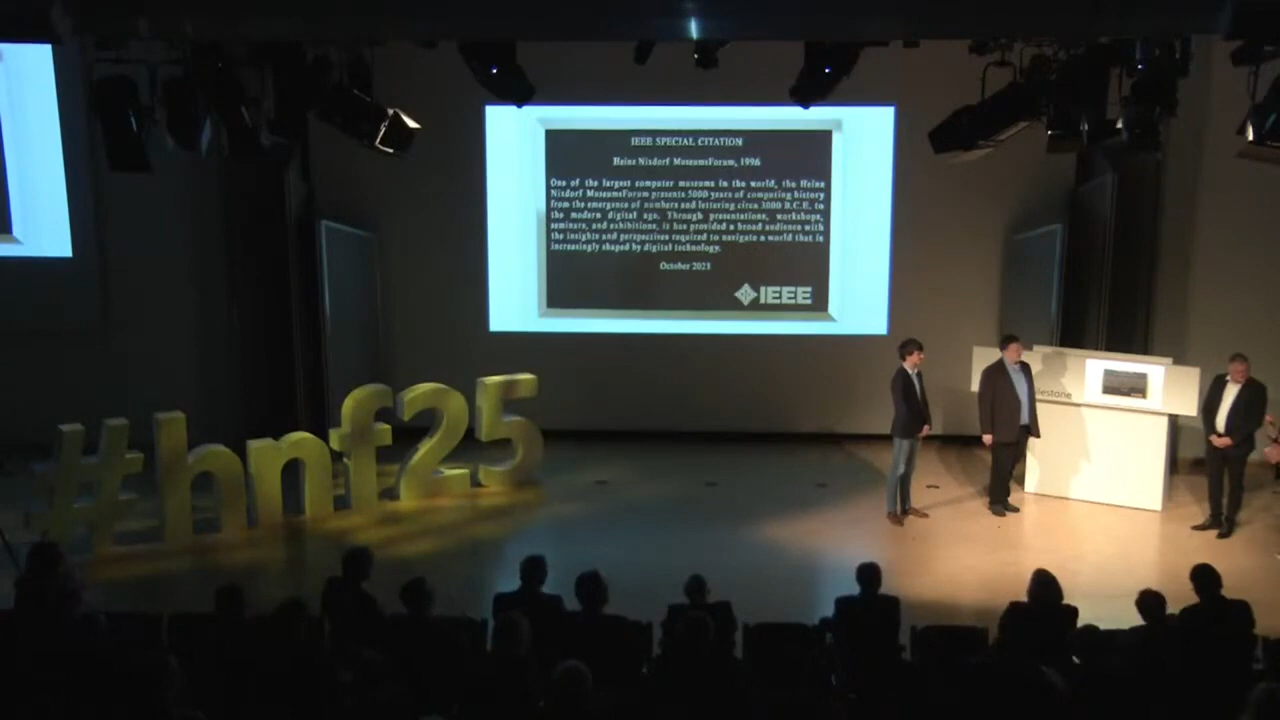 IEEE SPECIAL CITATION
Heinz Nixdorf MuseumsForum, 1996
One of the largest computer museums in the world, the Heinz
Nixdorf MuseumsForum presents 5000 years of computing history
from the emergence of numbers and lettering circa 3000 B.C.E. to
the modern digital age. Through presentations, workshops,
seminars, and exhibitions, it has provided a broad audience with
the insights and perspectives required to navigate a world that is
increasingly shaped by digital technology.
October 2021
IEEE
#hnf25
ilestone